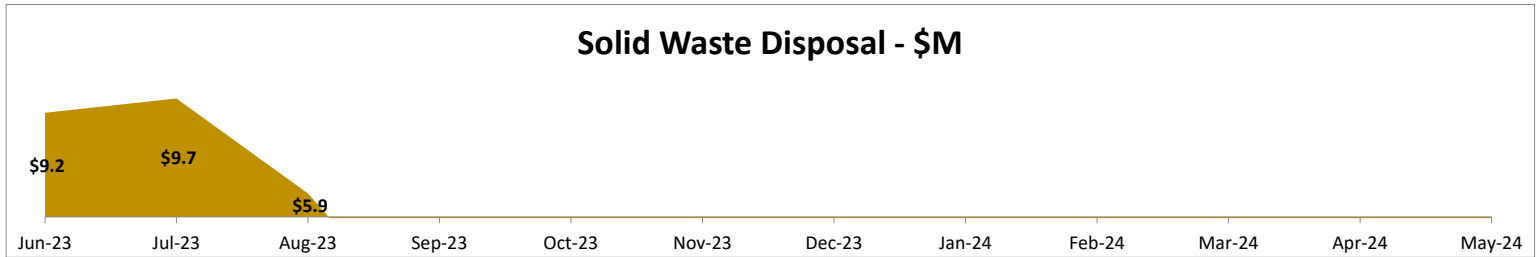 Solid Waste Disposal - $M
$9.2
$9.7
$5.9
Jun-23 Jul-23 Aug-23 Sep-23 Oct-23 Nov-23 Dec-23 Jan-24 Feb-24 Mar-24 Apr-24 May-24